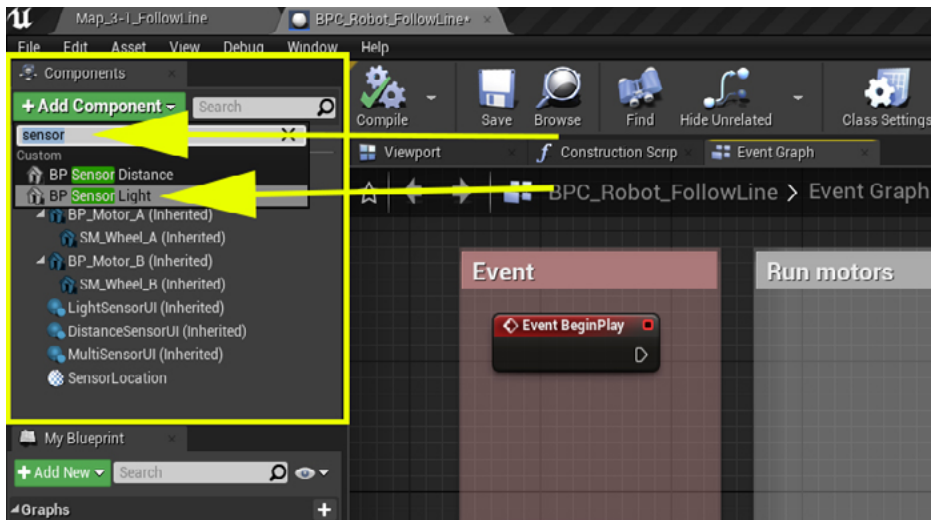 Map_3-1_FollowLine
BPC_Robot_FollowLine*
File Edit Asset View Debug Window Help
Components
+ Add Component
Search
Compile
Save
Browse
Find
Hide Unrelated
Class Settings
sensor
Custom
BP Sensor Distance
BP Sensor Light
BP_Motor_A (Inherited)
SM_Wheel_A (Inherited)
BP_Motor_B (Inherited)
SM_Wheel_B (Inherited)
LightSensorUI (Inherited)
DistanceSensorUI (Inherited)
MultiSensorUI (Inherited)
SensorLocation
Viewport
Construction Scrip
Event Graph
BPC_Robot_FollowLine > Event Graph
Event
Run motors
Event BeginPlay
My Blueprint
+ Add New
Search
Graphs